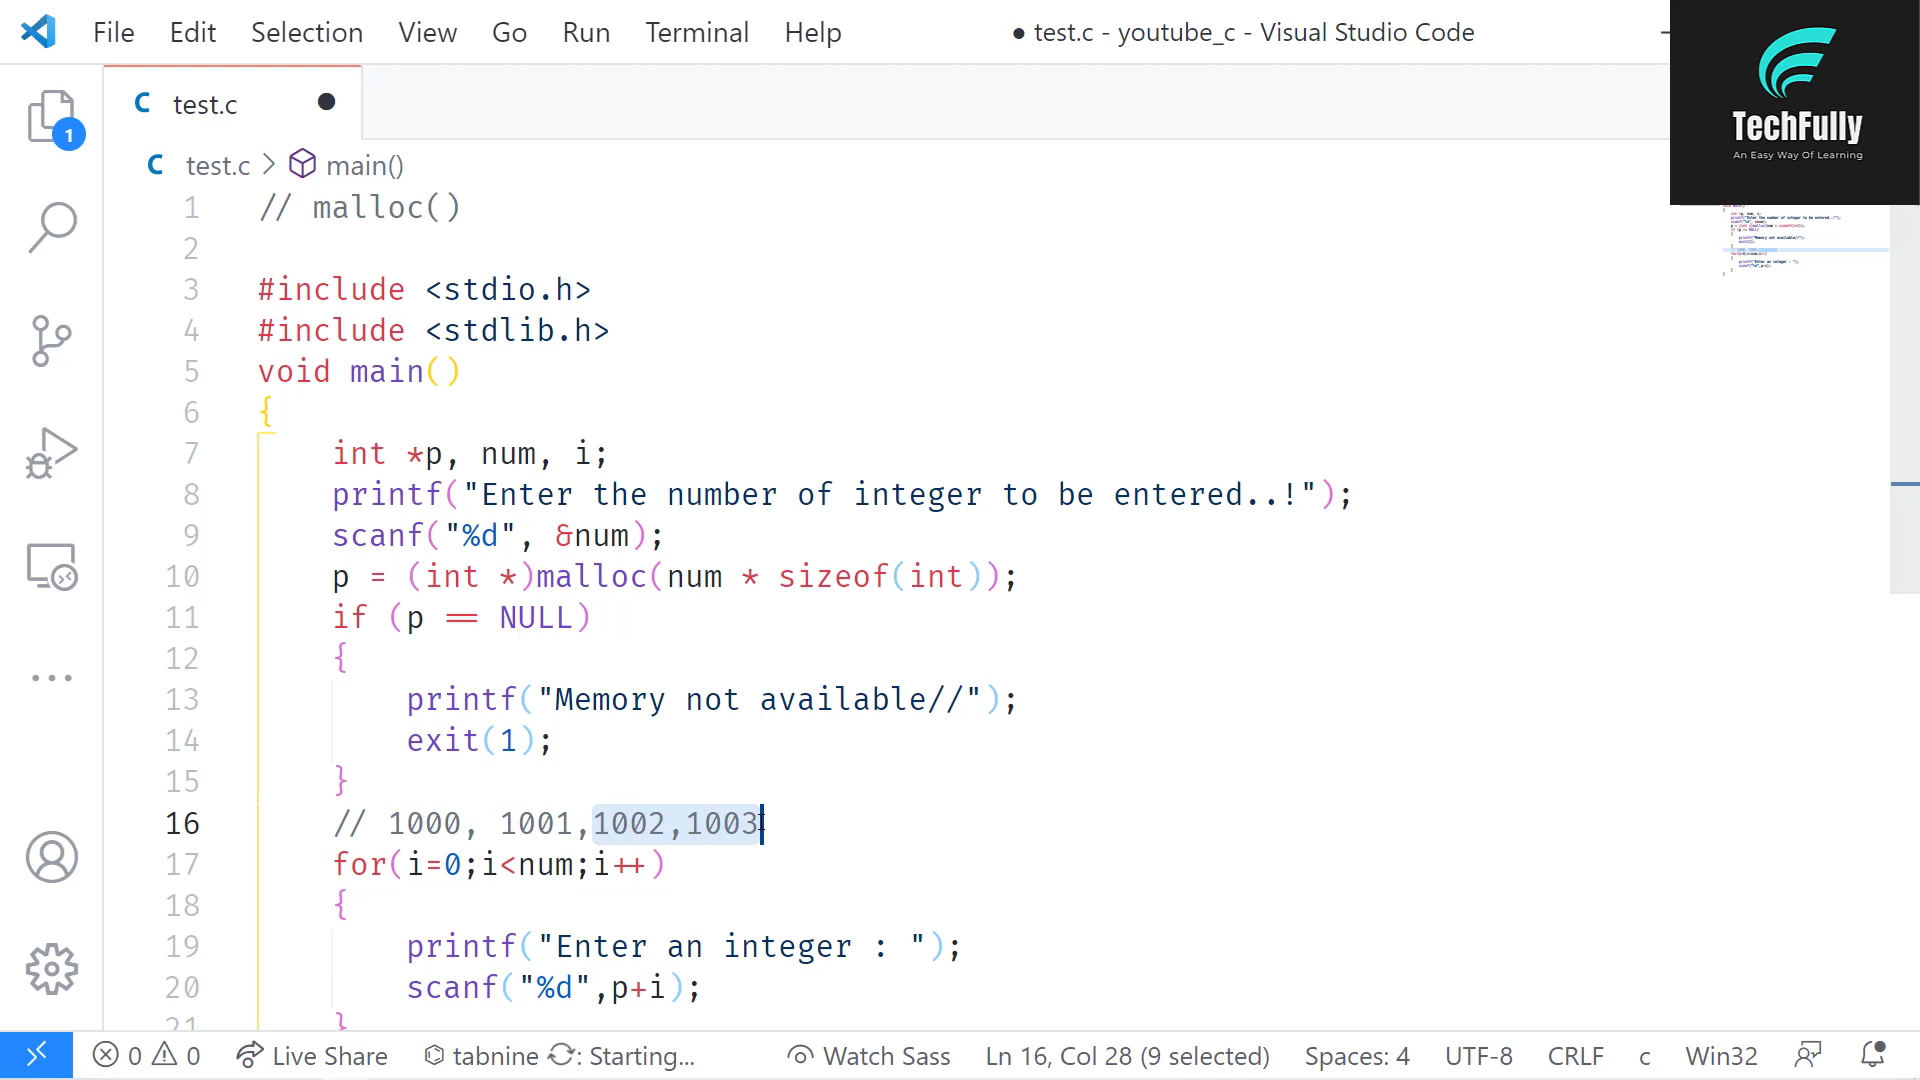 File Edit Selection View Go Run Terminal Help
● test.c - youtube_c - Visual Studio Code
TechFully
An Easy Way Of Learning
C test.c ●
1
C test.c > main()
1 // malloc()
2
3 #include <stdio.h>
4 #include <stdlib.h>
5 void main()
6 {
7 int *p, num, i;
8 printf("Enter the number of integer to be entered..!");
9 scanf("%d", &num);
10 p = (int *)malloc(num * sizeof(int));
11 if (p == NULL)
12 {
13 printf("Memory not available//");
14 exit(1);
15 }
16 // 1000, 1001,1002,1003
17 for(i=0;i<num;i++)
18 {
19 printf("Enter an integer : ");
20 scanf("%d",p+i);
21 }
0 0 Live Share tabnine : Starting... Watch Sass Ln 16, Col 28 (9 selected) Spaces: 4 UTF-8 CRLF c Win32